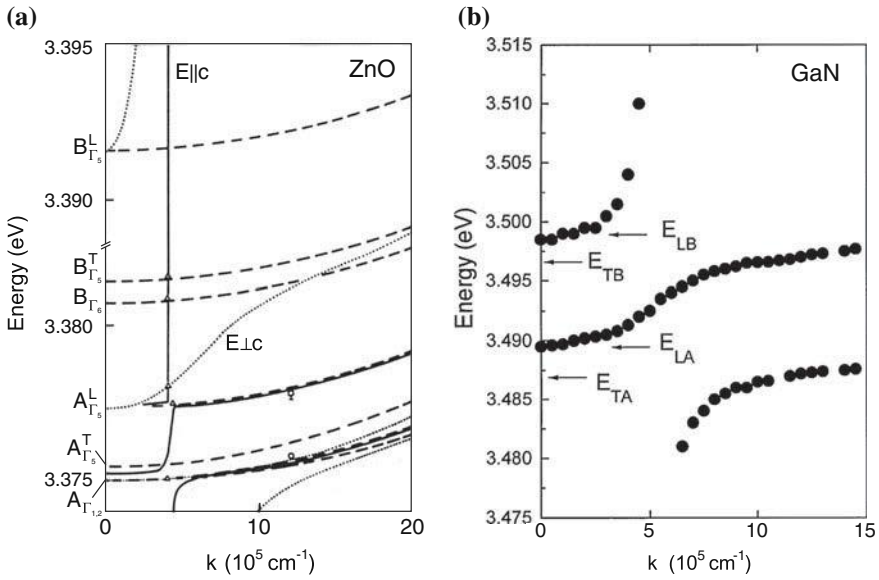 (a)
ZnO
E||c
E⊥c
Energy (eV)
3.395
B^L_Γ5
3.390
B^T_Γ5
B_Γ6
3.380
A^L_Γ5
A^T_Γ5
3.375
A_Γ1,2
0
10
20
k (10^5 cm^-1)
(b)
GaN
Energy (eV)
3.515
3.510
3.505
3.500
3.495
3.490
3.485
3.480
3.475
E_LB
E_TB
E_LA
E_TA
0
5
10
15
k (10^5 cm^-1)